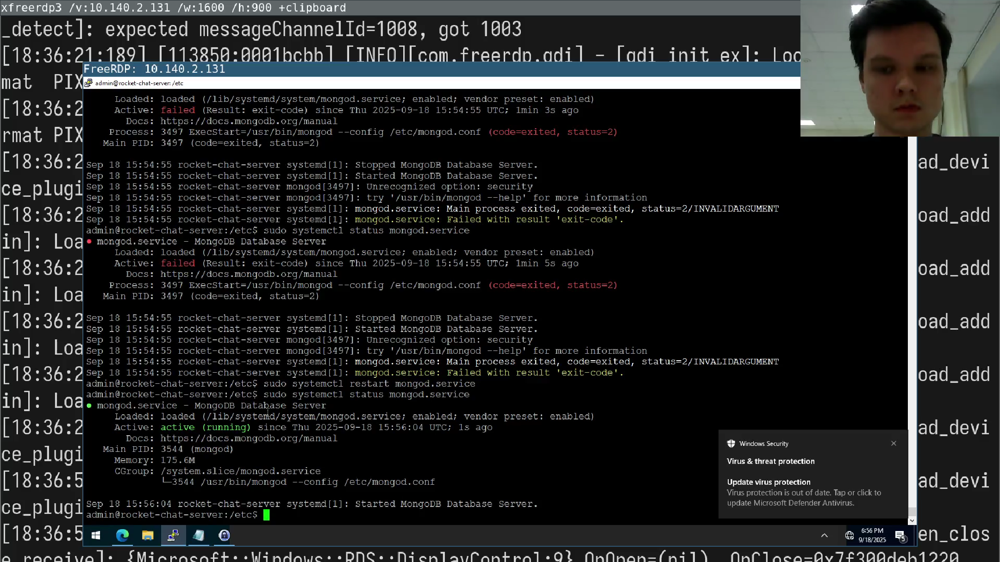 xfreerdp3 /v:10.140.2.131 /w:1600 /h:900 +clipboard
_detect]: expected messageChannelId=1008, got 1003
[18:36:21:189] [113850:0001bcbb] [INFO][com.freerdp.gdi] - [gdi_init_ex]: Loc
mat PIX
[18:36:2
rmat PIX
[18:36:2
ce_plugi
[18:36:2
in]: Loa
[18:36:2
in]: Loa
[18:36:2
in]: Loa
[18:36:2
in]: Loa
[18:36:5
ce_plugi
[18:36:5
ce_plugi
[18:36:5
FreeRDP: 10.140.2.131
admin@rocket-chat-server: /etc
Loaded: loaded (/lib/systemd/system/mongod.service; enabled; vendor preset: enabled)
Active: failed (Result: exit-code) since Thu 2025-09-18 15:54:55 UTC; 1min 3s ago
Docs: https://docs.mongodb.org/manual
Process: 3497 ExecStart=/usr/bin/mongod --config /etc/mongod.conf (code=exited, status=2)
Main PID: 3497 (code=exited, status=2)
Sep 18 15:54:55 rocket-chat-server systemd[1]: Stopped MongoDB Database Server.
Sep 18 15:54:55 rocket-chat-server systemd[1]: Started MongoDB Database Server.
Sep 18 15:54:55 rocket-chat-server mongod[3497]: Unrecognized option: security
Sep 18 15:54:55 rocket-chat-server mongod[3497]: try '/usr/bin/mongod --help' for more information
Sep 18 15:54:55 rocket-chat-server systemd[1]: mongod.service: Main process exited, code=exited, status=2/INVALIDARGUMENT
Sep 18 15:54:55 rocket-chat-server systemd[1]: mongod.service: Failed with result 'exit-code'.
admin@rocket-chat-server:/etc$ sudo systemctl status mongod.service
● mongod.service - MongoDB Database Server
Loaded: loaded (/lib/systemd/system/mongod.service; enabled; vendor preset: enabled)
Active: failed (Result: exit-code) since Thu 2025-09-18 15:54:55 UTC; 1min 5s ago
Docs: https://docs.mongodb.org/manual
Process: 3497 ExecStart=/usr/bin/mongod --config /etc/mongod.conf (code=exited, status=2)
Main PID: 3497 (code=exited, status=2)
Sep 18 15:54:55 rocket-chat-server systemd[1]: Stopped MongoDB Database Server.
Sep 18 15:54:55 rocket-chat-server systemd[1]: Started MongoDB Database Server.
Sep 18 15:54:55 rocket-chat-server mongod[3497]: Unrecognized option: security
Sep 18 15:54:55 rocket-chat-server mongod[3497]: try '/usr/bin/mongod --help' for more information
Sep 18 15:54:55 rocket-chat-server systemd[1]: mongod.service: Main process exited, code=exited, status=2/INVALIDARGUMENT
Sep 18 15:54:55 rocket-chat-server systemd[1]: mongod.service: Failed with result 'exit-code'.
admin@rocket-chat-server:/etc$ sudo systemctl restart mongod.service
admin@rocket-chat-server:/etc$ sudo systemctl status mongod.service
● mongod.service - MongoDB Database Server
Loaded: loaded (/lib/systemd/system/mongod.service; enabled; vendor preset: enabled)
Active: active (running) since Thu 2025-09-18 15:56:04 UTC; 1s ago
Docs: https://docs.mongodb.org/manual
Main PID: 3544 (mongod)
Memory: 175.6M
CGroup: /system.slice/mongod.service
└─3544 /usr/bin/mongod --config /etc/mongod.conf
Sep 18 15:56:04 rocket-chat-server systemd[1]: Started MongoDB Database Server.
admin@rocket-chat-server:/etc$
Windows Security
Virus & threat protection
Update virus protection
Virus protection is out of date. Tap or click to
update Microsoft Defender Antivirus.
6:56 PM
9/18/2025
5
ad_devi
oad_add
oad_add
oad_add
oad_add
ad_devi
ad_devi
en_clos
e_receive]: {Microsoft::Windows::RDS::DisplayControl:9} OnOpen=(nil), OnClose=0x7f300deb1220